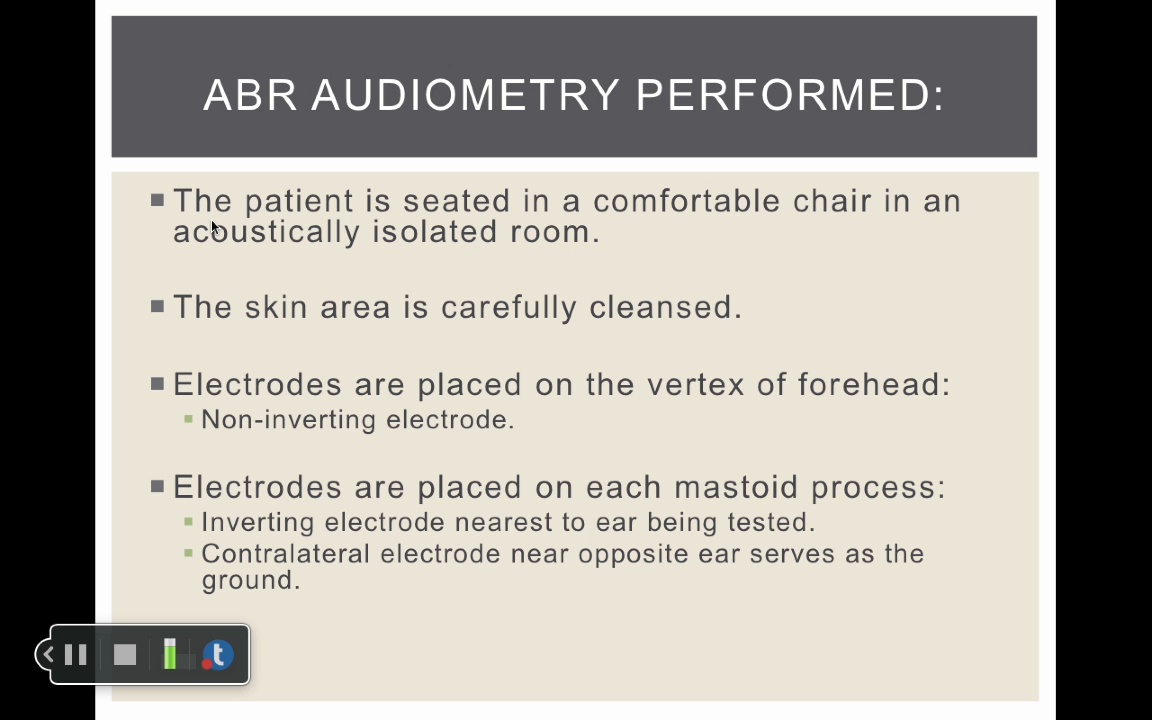 ABR AUDIOMETRY PERFORMED:
The patient is seated in a comfortable chair in an
acoustically isolated room.
The skin area is carefully cleansed.
Electrodes are placed on the vertex of forehead:
Non-inverting electrode.
Electrodes are placed on each mastoid process:
Inverting electrode nearest to ear being tested.
Contralateral electrode near opposite ear serves as the
ground.
t